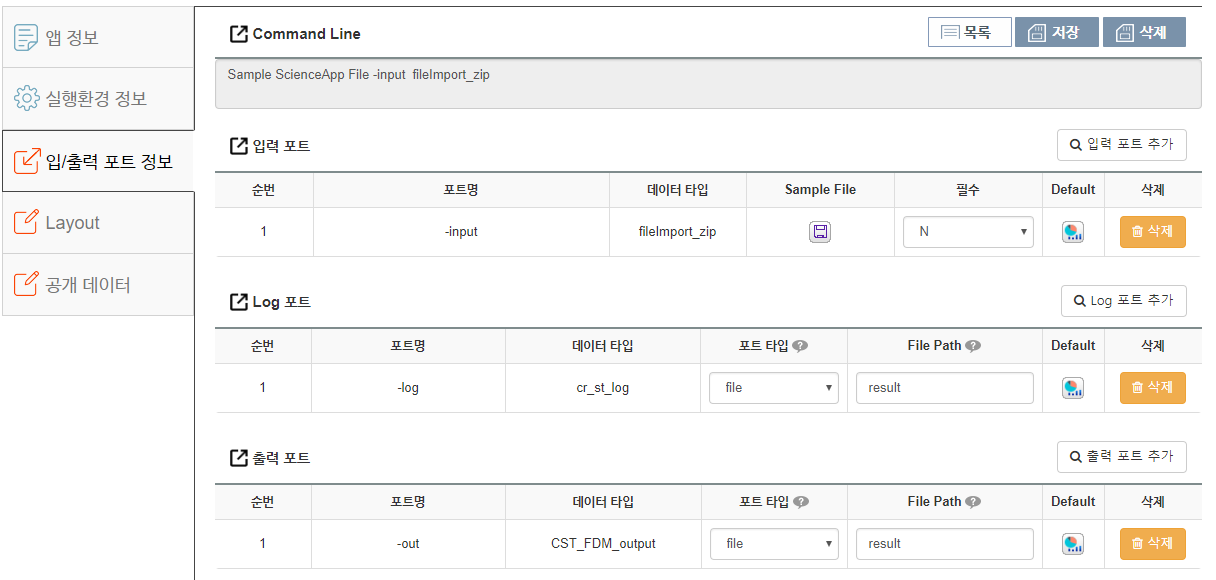 앱 정보
실행환경 정보
입/출력 포트 정보
Layout
공개 데이터
Command Line
목록 저장 삭제
Sample ScienceApp File -input fileImport_zip
입력 포트 입력 포트 추가
순번 포트명 데이터 타입 Sample File 필수 Default 삭제
1 -input fileImport_zip N 삭제
Log 포트 Log 포트 추가
순번 포트명 데이터 타입 포트 타입 ? File Path ? Default 삭제
1 -log cr_st_log file result 삭제
출력 포트 출력 포트 추가
순번 포트명 데이터 타입 포트 타입 ? File Path ? Default 삭제
1 -out CST_FDM_output file result 삭제